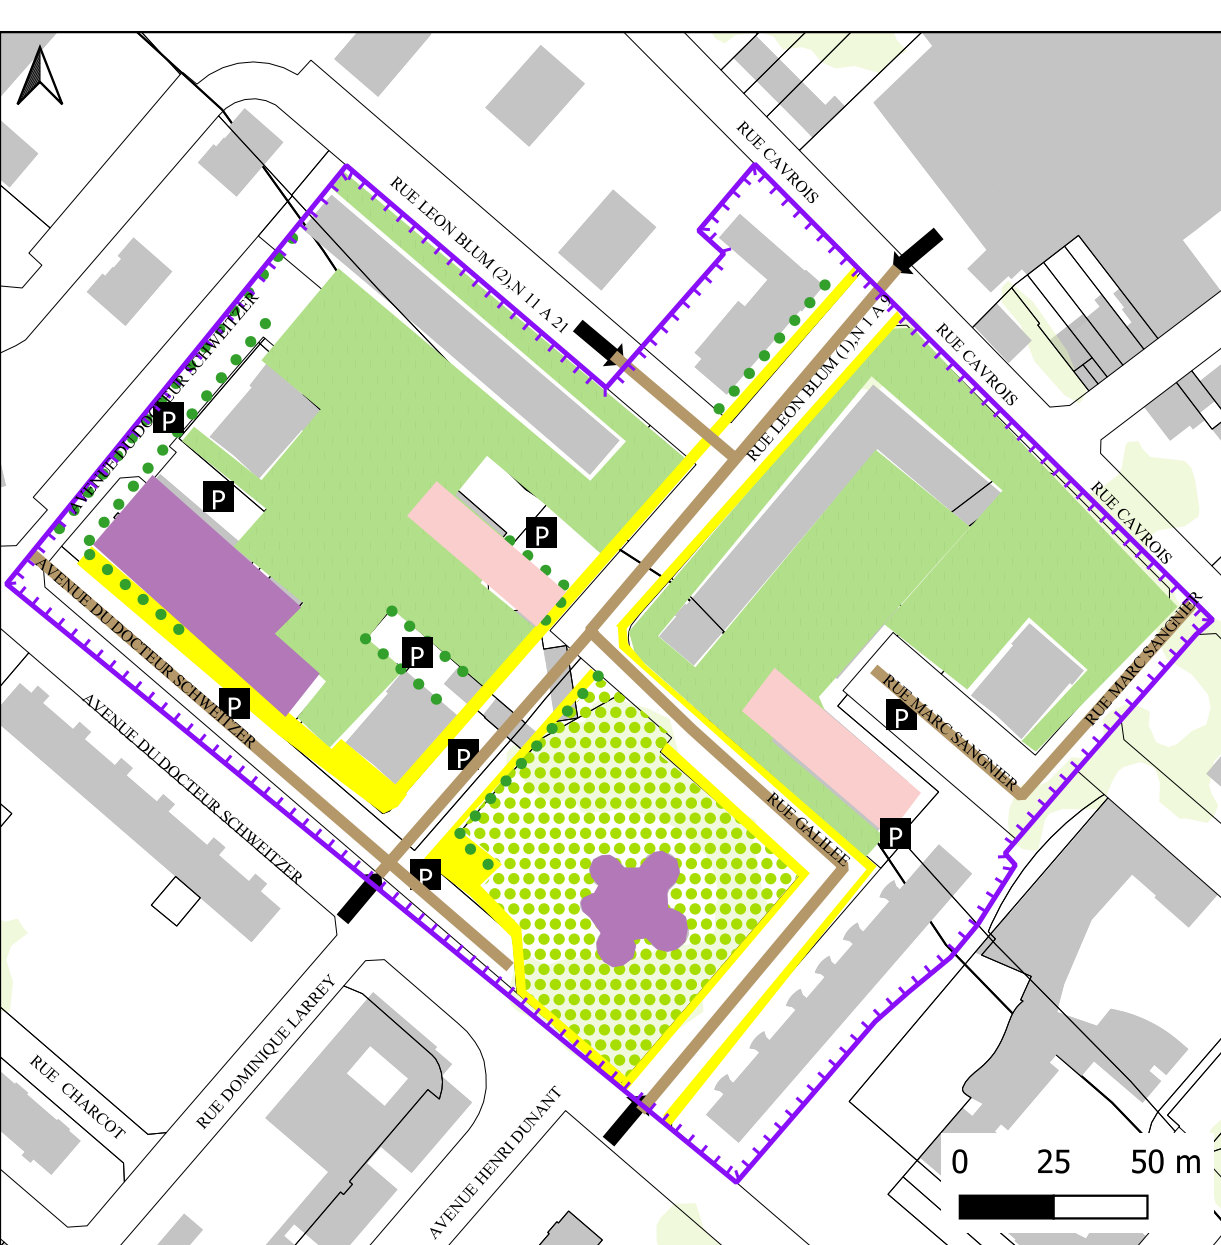 RUE CAVROIS
RUE LEON BLUM (2),N 11 A 21
AVENUE DU DOCTEUR SCHWEITZER
RUE LEON BLUM (1),N 1 A 9
RUE CAVROIS
P
P
RUE CAVROIS
P
AVENUE DU DOCTEUR SCHWEITZER
P
RUE MARC SANGNIER
P
P
RUE MARC SANGNIER
AVENUE DU DOCTEUR SCHWEITZER
P
RUE GALILEE
P
P
RUE DOMINIQUE LARREY
RUE CHARCOT
AVENUE HENRI DUNANT
0 25 50 m